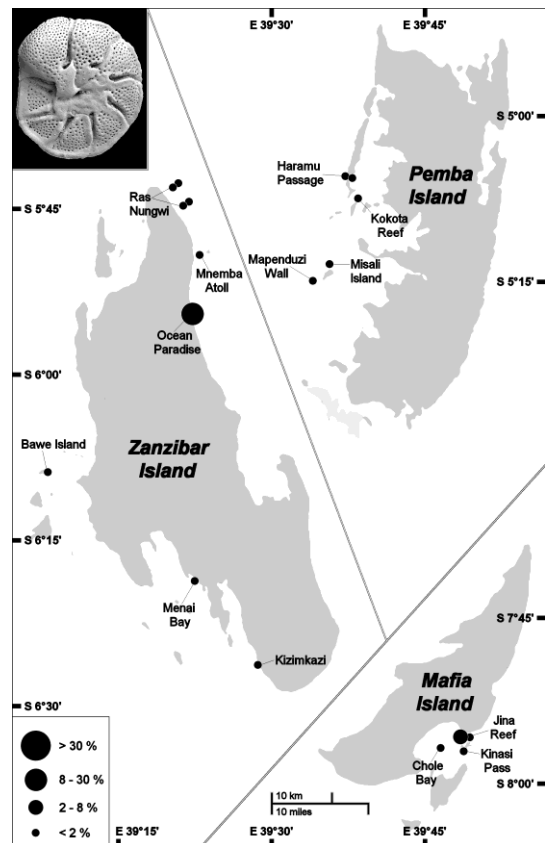 E 39°30'
E 39°45'
S 5°00'
Haramu
Passage
Pemba
Island
Ras
Nungwi
S 5°45'
Kokota
Reef
Mapenduzi
Wall
Misali
Island
Mnemba
Atoll
S 5°15'
Ocean
Paradise
S 6°00'
Bawe Island
Zanzibar
Island
S 6°15'
Menai
Bay
S 7°45'
Kizimkazi
Mafia
Island
S 6°30'
Jina
Reef
Chole
Bay
Kinasi
Pass
> 30 %
8 - 30 %
2 - 8 %
< 2 %
10 km
10 miles
S 8°00'
E 39°15'
E 39°30'
E 39°45'